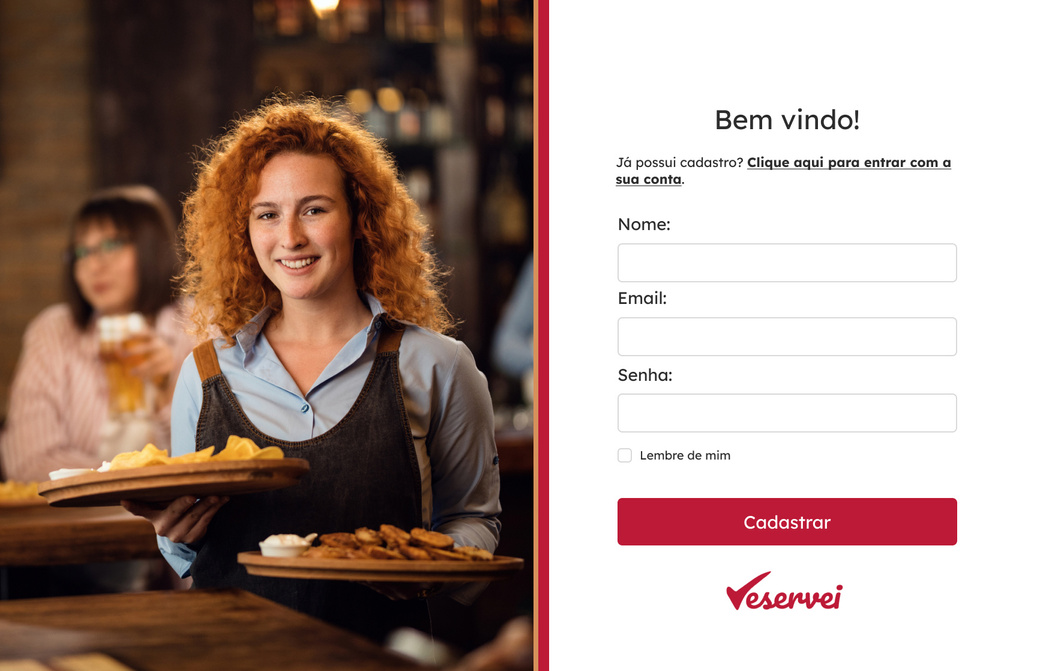 Bem vindo!
Já possui cadastro? Clique aqui para entrar com a
sua conta.
Nome:
Email:
Senha:
Lembre de mim
Cadastrar
eservei